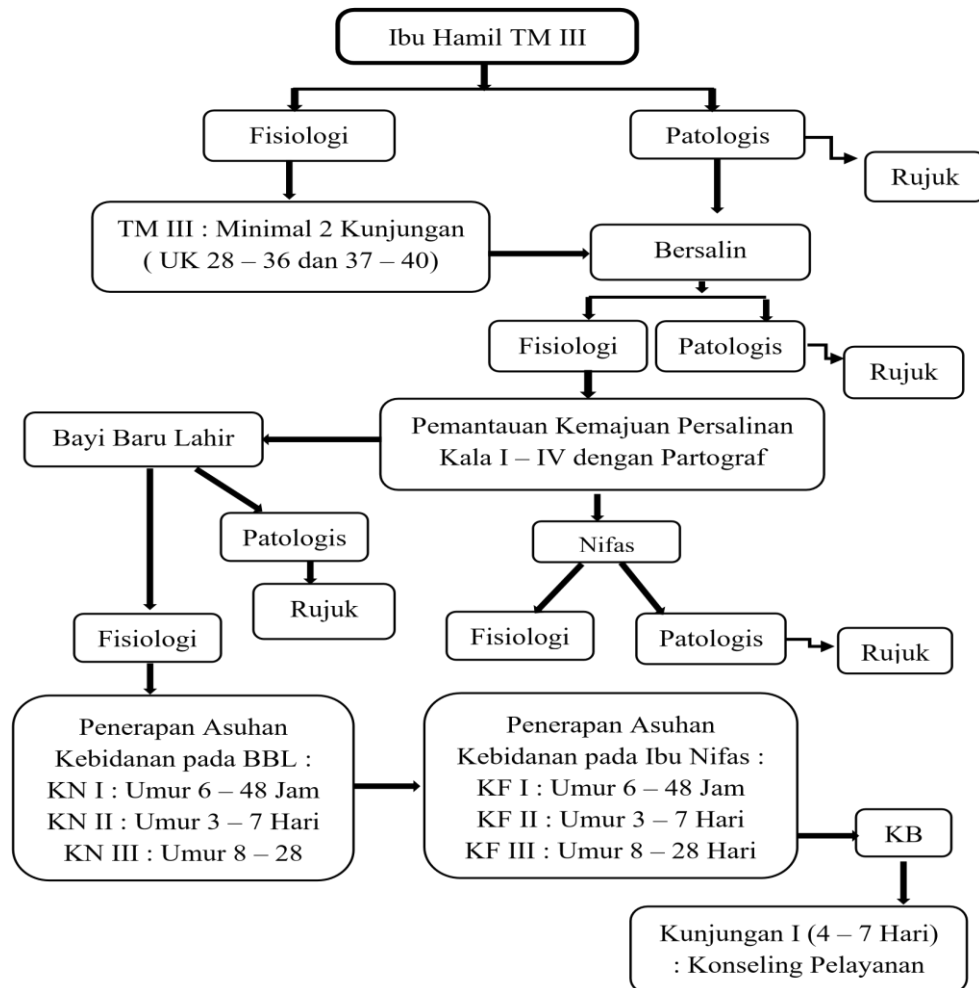 Ibu Hamil TM III
Fisiologi
Patologis
Rujuk
TM III : Minimal 2 Kunjungan
( UK 28 – 36 dan 37 – 40)
Bersalin
Fisiologi
Patologis
Rujuk
Bayi Baru Lahir
Pemantauan Kemajuan Persalinan
Kala I – IV dengan Partograf
Patologis
Rujuk
Nifas
Fisiologi
Fisiologi
Patologis
Rujuk
Penerapan Asuhan
Kebidanan pada BBL :
KN I : Umur 6 – 48 Jam
KN II : Umur 3 – 7 Hari
KN III : Umur 8 – 28
Penerapan Asuhan
Kebidanan pada Ibu Nifas :
KF I : Umur 6 – 48 Jam
KF II : Umur 3 – 7 Hari
KF III : Umur 8 – 28 Hari
KB
Kunjungan I (4 – 7 Hari)
: Konseling Pelayanan